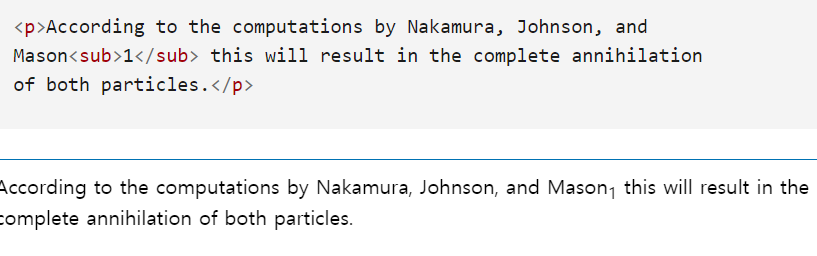 <p>According to the computations by Nakamura, Johnson, and
Mason<sub>1</sub> this will result in the complete annihilation
of both particles.</p>
According to the computations by Nakamura, Johnson, and Mason₁ this will result in the
complete annihilation of both particles.